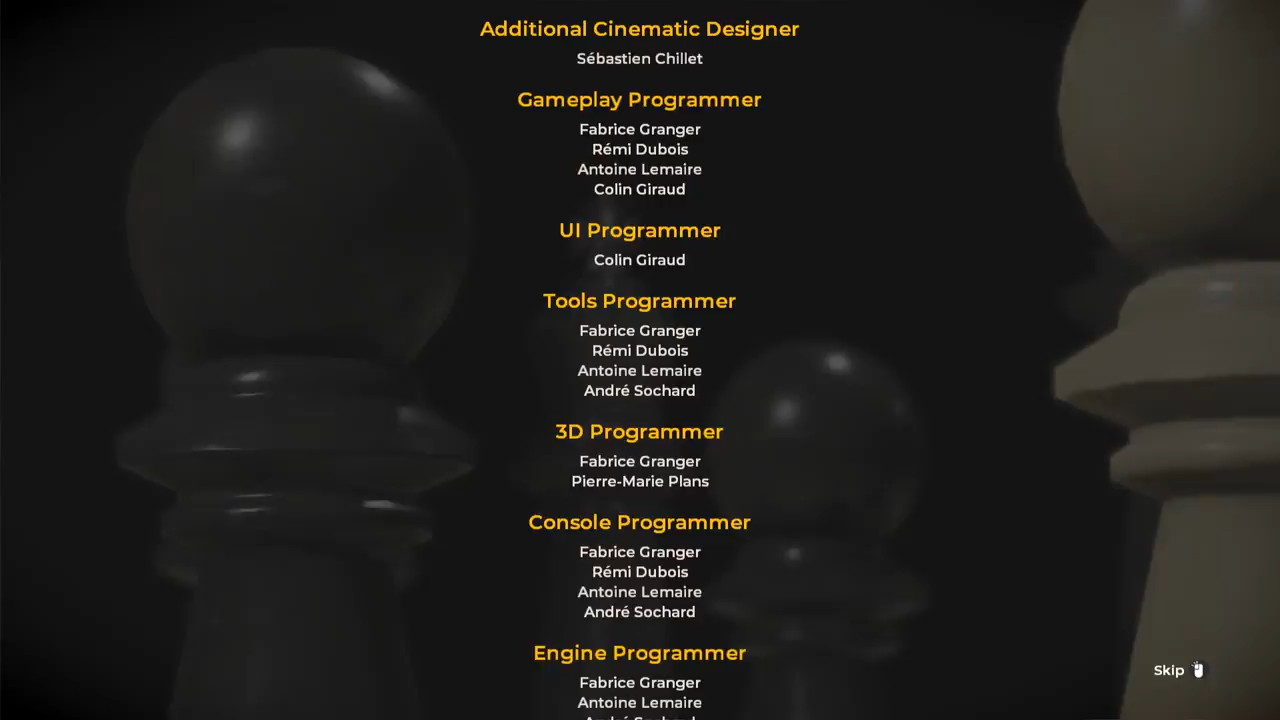 Additional Cinematic Designer
Sébastien Chillet
Gameplay Programmer
Fabrice Granger
Rémi Dubois
Antoine Lemaire
Colin Giraud
UI Programmer
Colin Giraud
Tools Programmer
Fabrice Granger
Rémi Dubois
Antoine Lemaire
André Sochard
3D Programmer
Fabrice Granger
Pierre-Marie Plans
Console Programmer
Fabrice Granger
Rémi Dubois
Antoine Lemaire
André Sochard
Engine Programmer
Skip
Fabrice Granger
Antoine Lemaire